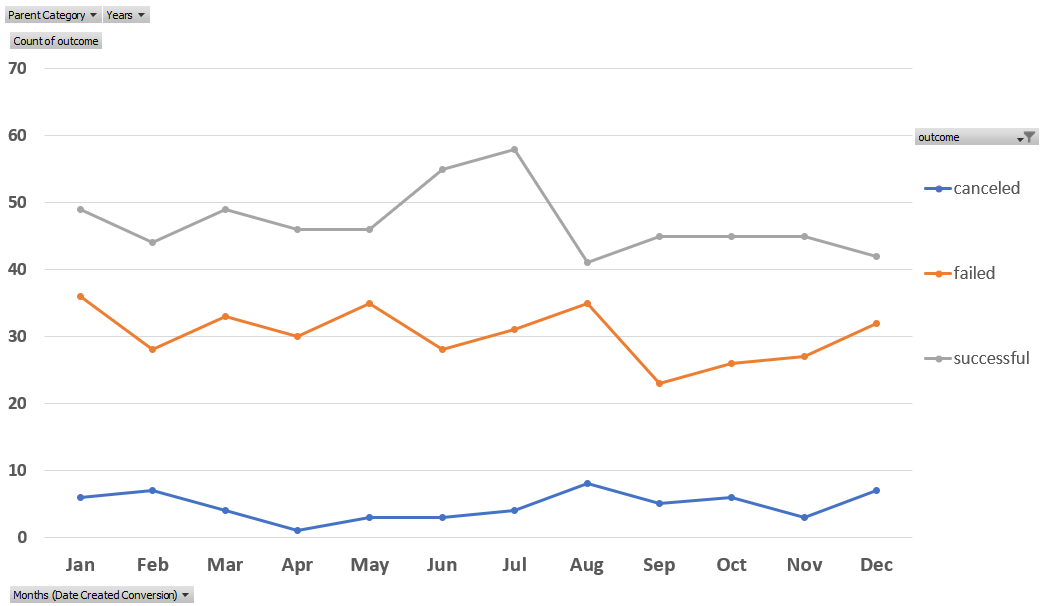 Parent Category Years
Count of outcome
70
60
50
40
30
20
10
0
Jan Feb Mar Apr May Jun Jul Aug Sep Oct Nov Dec
outcome
canceled
failed
successful
Months (Date Created Conversion)